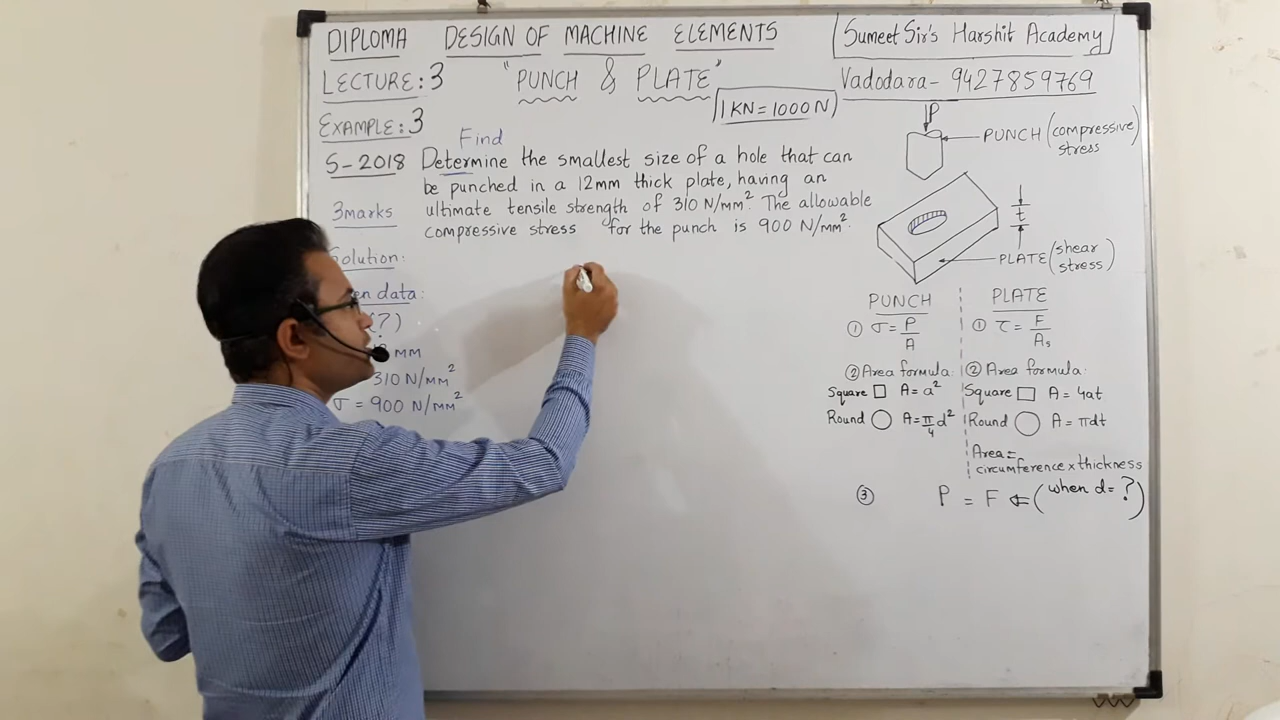 DIPLOMA DESIGN OF MACHINE ELEMENTS
Sumeet Sir's Harshit Academy
LECTURE: 3 "PUNCH & PLATE"
Vadodara- 9427859769
1 KN = 1000 N
EXAMPLE: 3
Find
S-2018 Determine the smallest size of a hole that can
be punched in a 12mm thick plate, having an
3marks ultimate tensile strength of 310 N/mm². The allowable
compressive stress for the punch is 900 N/mm².
Solution:
data:
(?)
MM
310 N/MM²
σ = 900 N/MM²
P
PUNCH (compressive
stress)
t
PLATE (shear
stress)
PUNCH PLATE
① σ = P/A ① τ = F/As
② Area formula: ② Area formula:
Square □ A = a² Square □ A = 4at
Round ○ A = π/4 d² Round ○ A = πdt
Area =
circumference x thickness
③ P = F ⇐ (when d = ?)